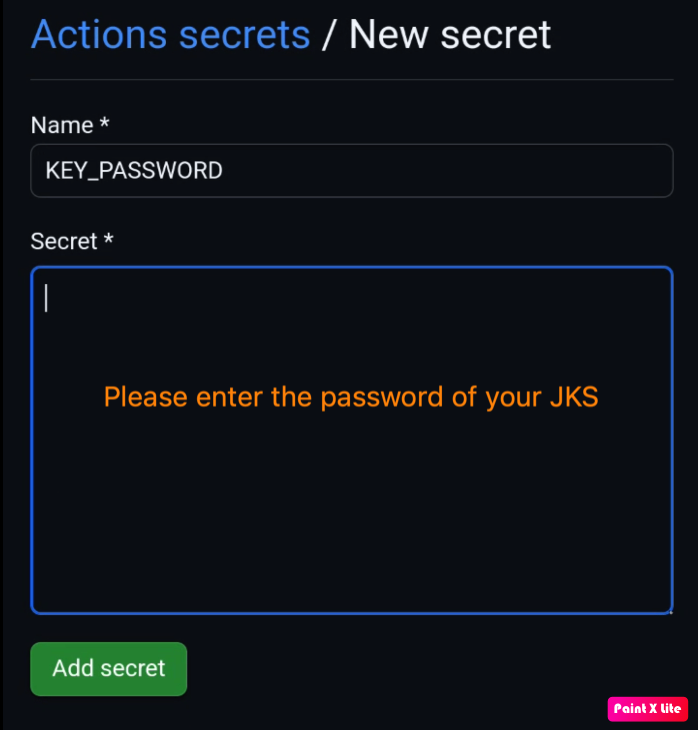 Actions secrets / New secret
Name *
KEY_PASSWORD
Secret *
Please enter the password of your JKS
Add secret
Paint X Lite